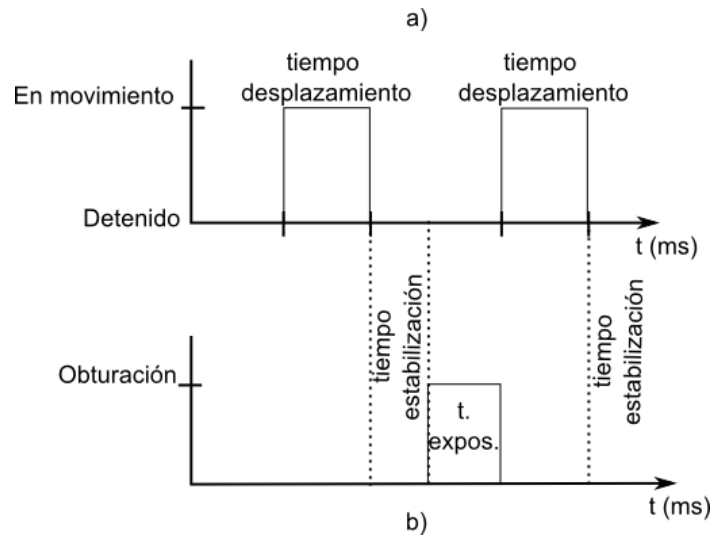 a)
tiempo
desplazamiento
tiempo
desplazamiento
En movimiento
Detenido
t (ms)
tiempo
estabilización
tiempo
estabilización
Obturación
t.
expos.
t (ms)
b)